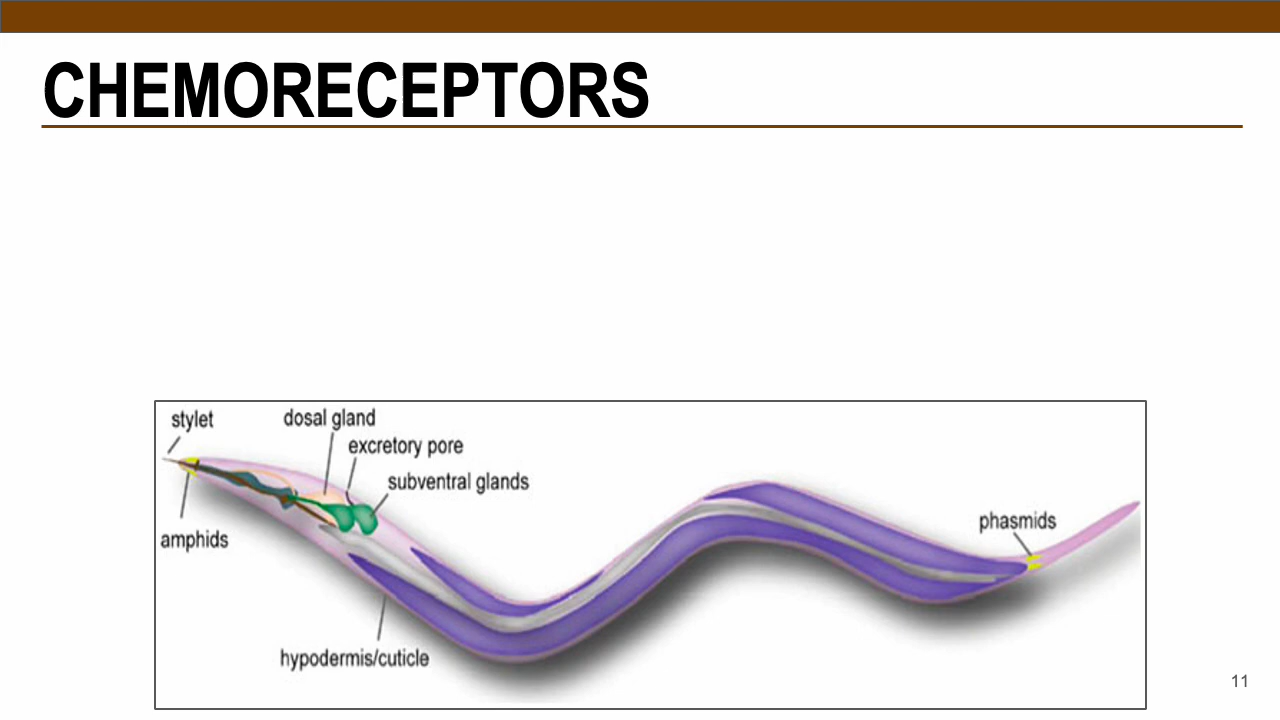 CHEMORECEPTORS
stylet
dosal gland
excretory pore
subventral glands
amphids
phasmids
hypodermis/cuticle
11